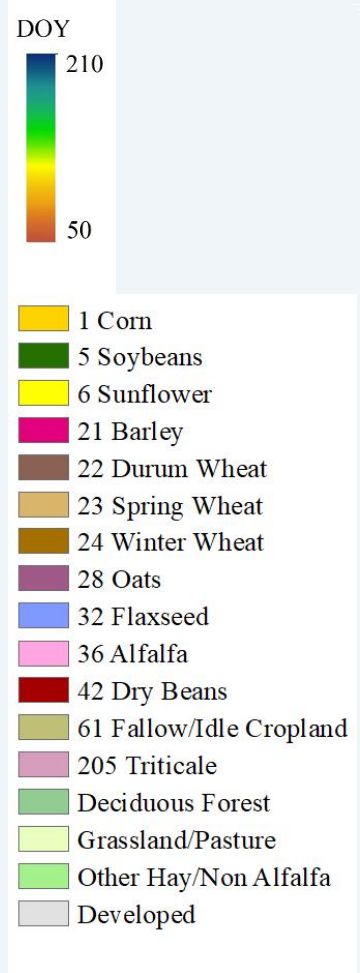 DOY
210
50
1 Corn
5 Soybeans
6 Sunflower
21 Barley
22 Durum Wheat
23 Spring Wheat
24 Winter Wheat
28 Oats
32 Flaxseed
36 Alfalfa
42 Dry Beans
61 Fallow/Idle Cropland
205 Triticale
Deciduous Forest
Grassland/Pasture
Other Hay/Non Alfalfa
Developed